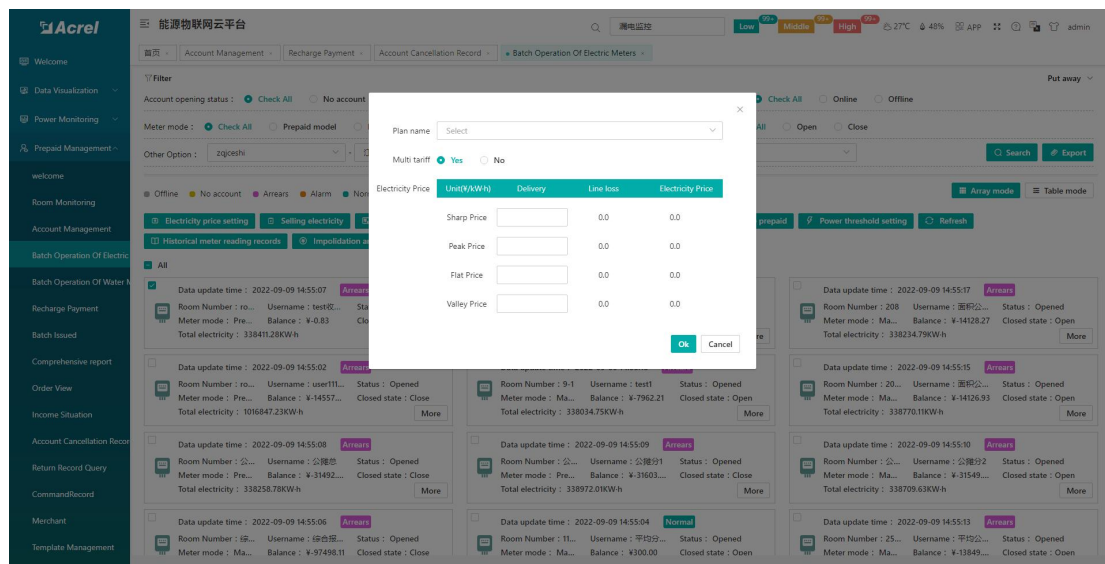 Acrel
能源物联网云平台
漏电监控
Low 99+ Middle 99+ High 99+ 27℃ 48% APP admin
首页 Account Management Recharge Payment Account Cancellation Record Batch Operation Of Electric Meters
Welcome
Data Visualization
Power Monitoring
Prepaid Management
welcome
Room Monitoring
Account Management
Batch Operation Of Electric
Batch Operation Of Water M
Recharge Payment
Batch Issued
Comprehensive report
Order View
Income Situation
Account Cancellation Recor
Return Record Query
CommandRecord
Merchant
Template Management
Filter Put away
Account opening status : Check All No account Check All Online Offline
Meter mode : Check All Prepaid model All Open Close
Other Option : zqjceshi - Search Export
Offline No account Arrears Alarm Nor Array mode Table mode
Electricity price setting Selling electricity prepaid Power threshold setting Refresh
Historical meter reading records Impolidation a
All
Plan name Select
Multi tariff Yes No
Electricity Price Unit(¥/kW·h) Delivery Line loss Electricity Price
Sharp Price 0.0 0.0
Peak Price 0.0 0.0
Flat Price 0.0 0.0
Valley Price 0.0 0.0
Ok Cancel
Data update time : 2022-09-09 14:55:07 Arrears
Room Number : ro... Username : test收... Sta
Meter mode : Pre... Balance : ¥-0.83 Clo
Total electricity : 338411.28KW·h
re
Data update time : 2022-09-09 14:55:17 Arrears
Room Number : 208 Username : 面积公... Status : Opened
Meter mode : Ma... Balance : ¥-14128.27 Closed state : Open
Total electricity : 338234.79KW·h More
Data update time : 2022-09-09 14:55:02 Arrears
Room Number : ro... Username : user111... Status : Opened
Meter mode : Pre... Balance : ¥-14557... Closed state : Close
Total electricity : 1016847.23KW·h More
Room Number : 9-1 Username : test1 Status : Opened
Meter mode : Ma... Balance : ¥-7962.21 Closed state : Open
Total electricity : 338034.75KW·h More
Data update time : 2022-09-09 14:55:15 Arrears
Room Number : 20... Username : 面积公... Status : Opened
Meter mode : Ma... Balance : ¥-14126.93 Closed state : Open
Total electricity : 338770.11KW·h More
Data update time : 2022-09-09 14:55:08 Arrears
Room Number : 公... Username : 公摊总 Status : Opened
Meter mode : Pre... Balance : ¥-31492.... Closed state : Close
Total electricity : 338258.78KW·h More
Data update time : 2022-09-09 14:55:09 Arrears
Room Number : 公... Username : 公摊分1 Status : Opened
Meter mode : Pre... Balance : ¥-31603.... Closed state : Close
Total electricity : 338972.01KW·h More
Data update time : 2022-09-09 14:55:10 Arrears
Room Number : 公... Username : 公摊分2 Status : Opened
Meter mode : Pre... Balance : ¥-31549.... Closed state : Open
Total electricity : 338709.63KW·h More
Data update time : 2022-09-09 14:55:06 Arrears
Room Number : 综... Username : 综合报... Status : Opened
Meter mode : Ma... Balance : ¥-97498.11 Closed state : Close
Data update time : 2022-09-09 14:55:04 Normal
Room Number : 11... Username : 平均分... Status : Opened
Meter mode : Ma... Balance : ¥300.00 Closed state : Open
Data update time : 2022-09-09 14:55:13 Arrears
Room Number : 25... Username : 平均公... Status : Opened
Meter mode : Ma... Balance : ¥-13849.... Closed state : Open